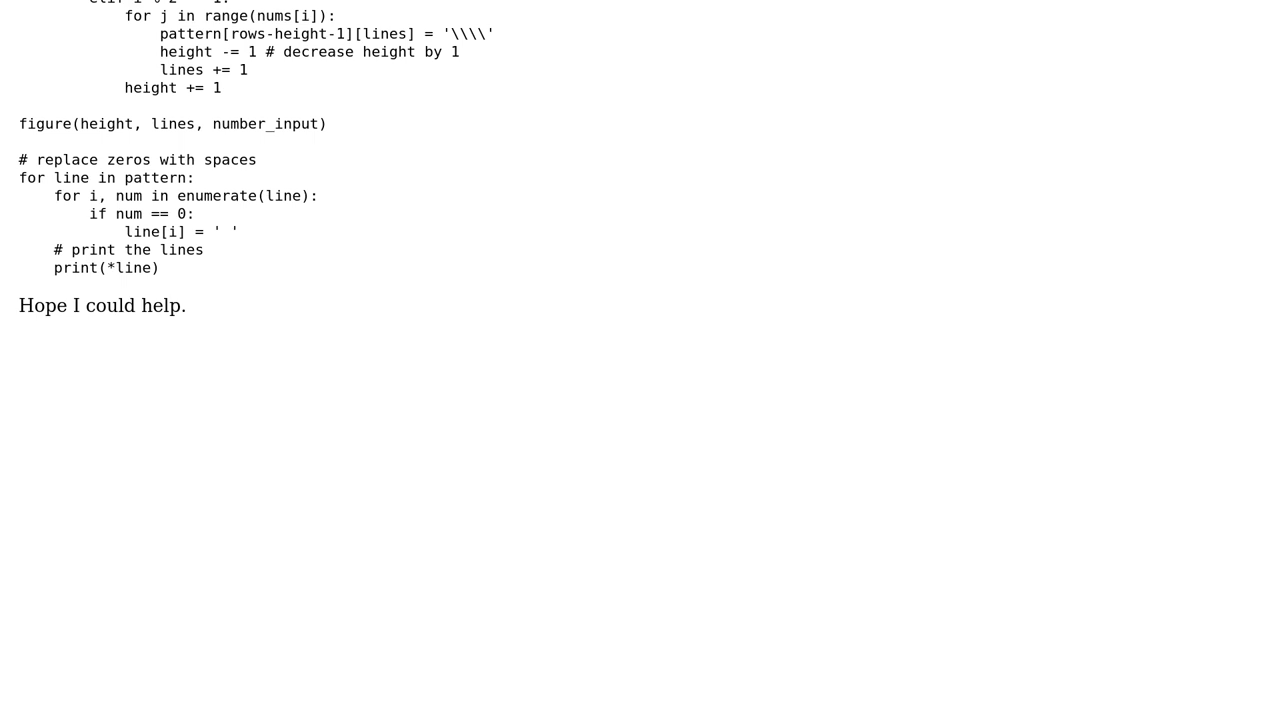 for j in range(nums[i]):
pattern[rows-height-1][lines] = '\\\\'
height -= 1 # decrease height by 1
lines += 1
height += 1
figure(height, lines, number_input)
# replace zeros with spaces
for line in pattern:
for i, num in enumerate(line):
if num == 0:
line[i] = ' '
# print the lines
print(*line)
Hope I could help.